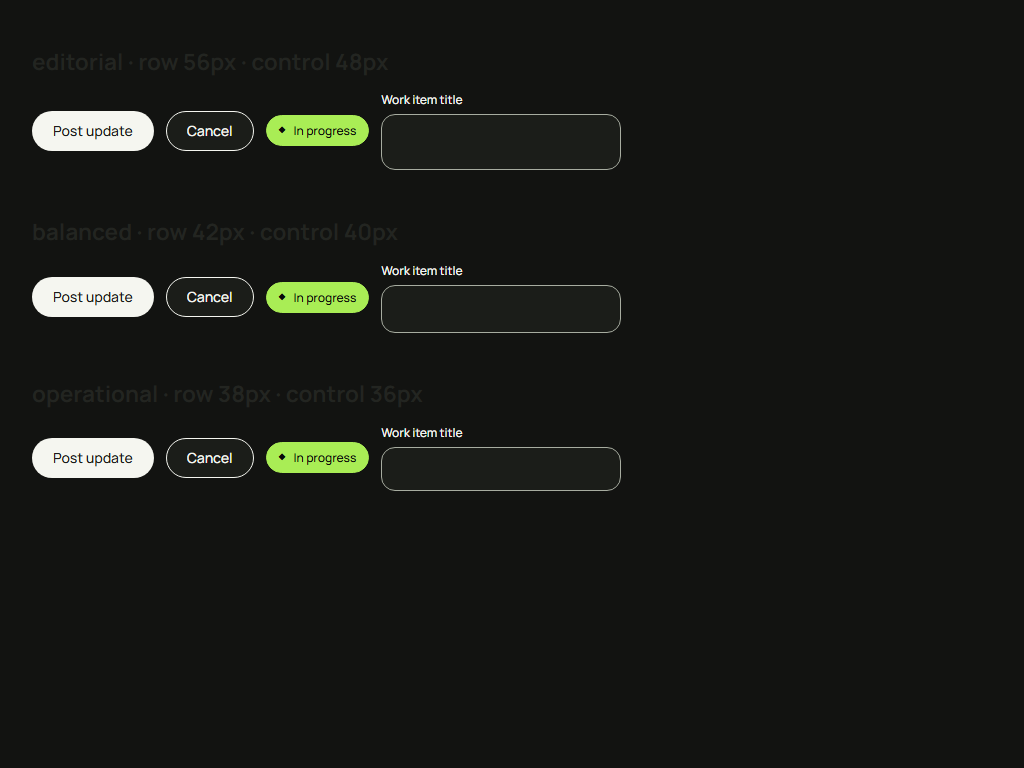 editorial · row 56px · control 48px
Work item title
Post update Cancel ◆ In progress
balanced · row 42px · control 40px
Work item title
Post update Cancel ◆ In progress
operational · row 38px · control 36px
Work item title
Post update Cancel ◆ In progress